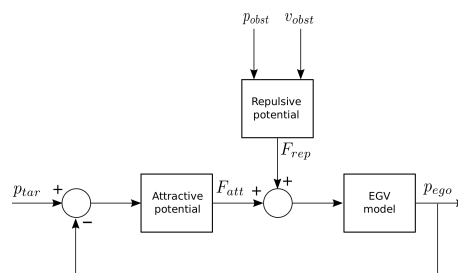 p_obst v_obst
Repulsive
potential
F_rep
p_tar + − Attractive
potential F_att + + EGV
model p_ego